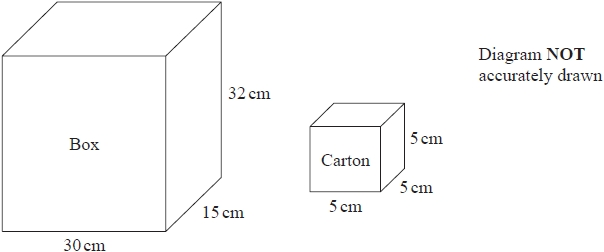 Diagram NOT
accurately drawn
32 cm
Box
5 cm
Carton
5 cm
15 cm
5 cm
30 cm